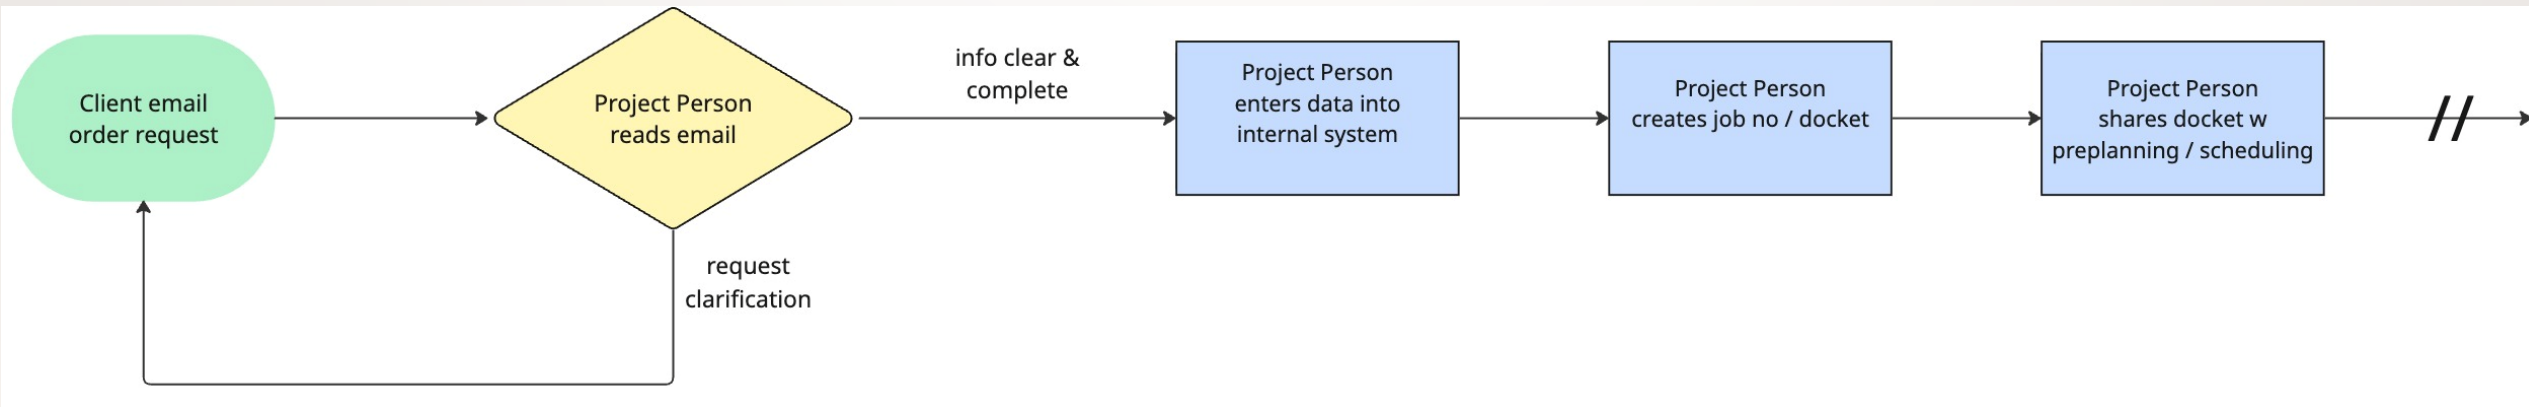 Client email
order request
Project Person
reads email
info clear &
complete
request
clarification
Project Person
enters data into
internal system
Project Person
creates job no / docket
Project Person
shares docket w
preplanning / scheduling
//